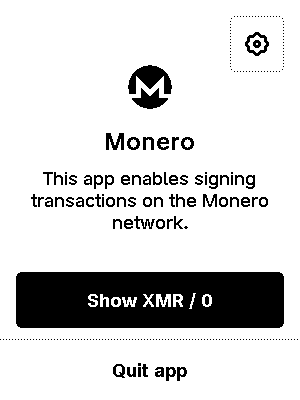 Monero
This app enables signing
transactions on the Monero
network.
Show XMR / 0
Quit app